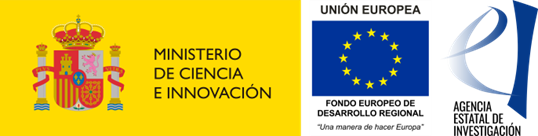 MINISTERIO
DE CIENCIA
E INNOVACIÓN
UNIÓN EUROPEA
FONDO EUROPEO DE
DESARROLLO REGIONAL
"Una manera de hacer Europa"
AGENCIA
ESTATAL DE
INVESTIGACIÓN